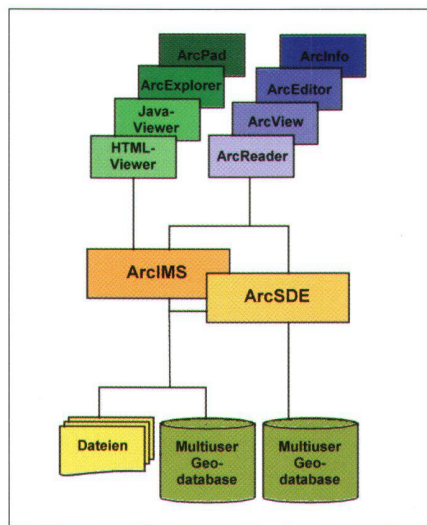 ArcPad
ArcExplorer
Java-
Viewer
HTML-
Viewer
ArcInfo
ArcEditor
ArcView
ArcReader
ArcIMS
ArcSDE
Dateien
Multiuser
Geo-
database
Multiuser
Geo-
database